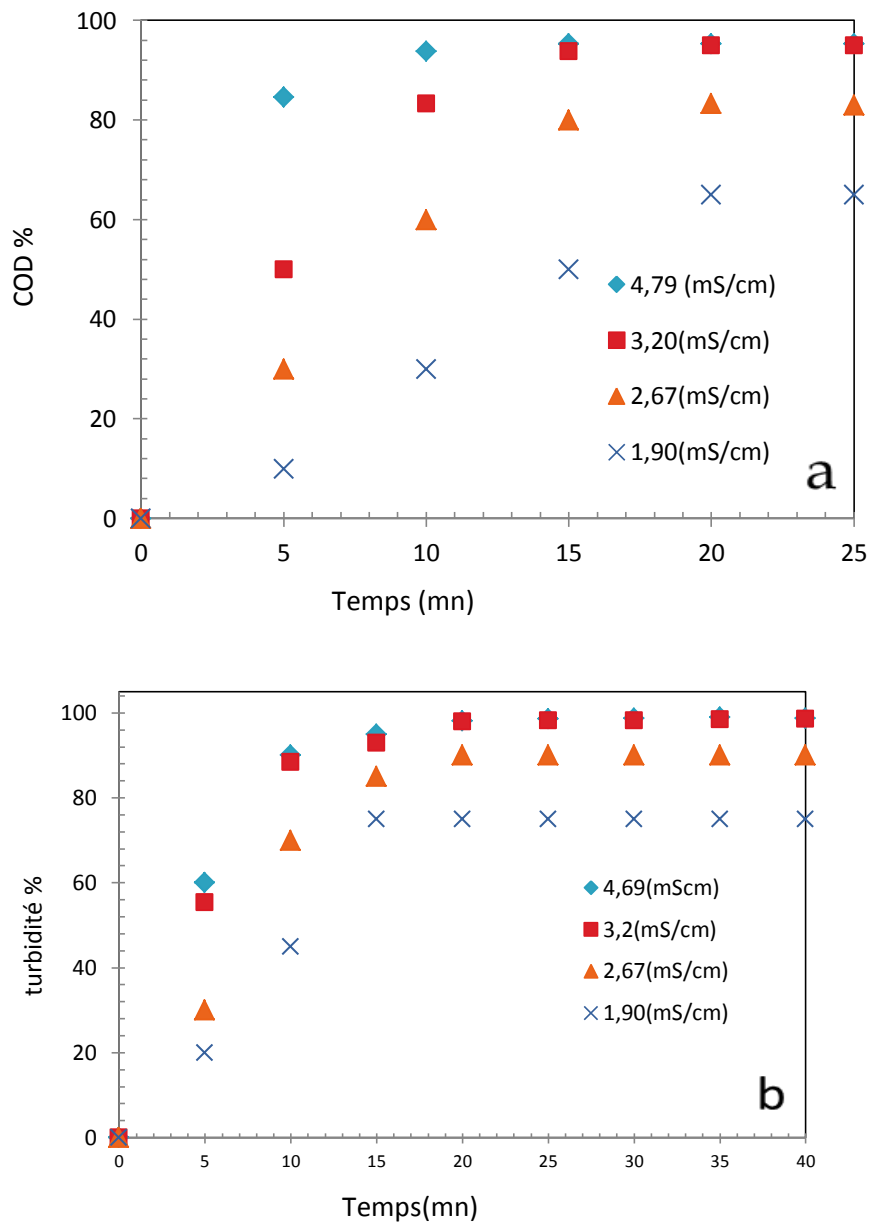 100
80
60
40
20
0
COD %
4,79 (mS/cm)
3,20(mS/cm)
2,67(mS/cm)
1,90(mS/cm)
a
0 5 10 15 20 25
Temps (mn)
100
80
60
40
20
0
turbidité %
4,69(mScm)
3,2(mS/cm)
2,67(mS/cm)
1,90(mS/cm)
b
0 5 10 15 20 25 30 35 40
Temps(mn)